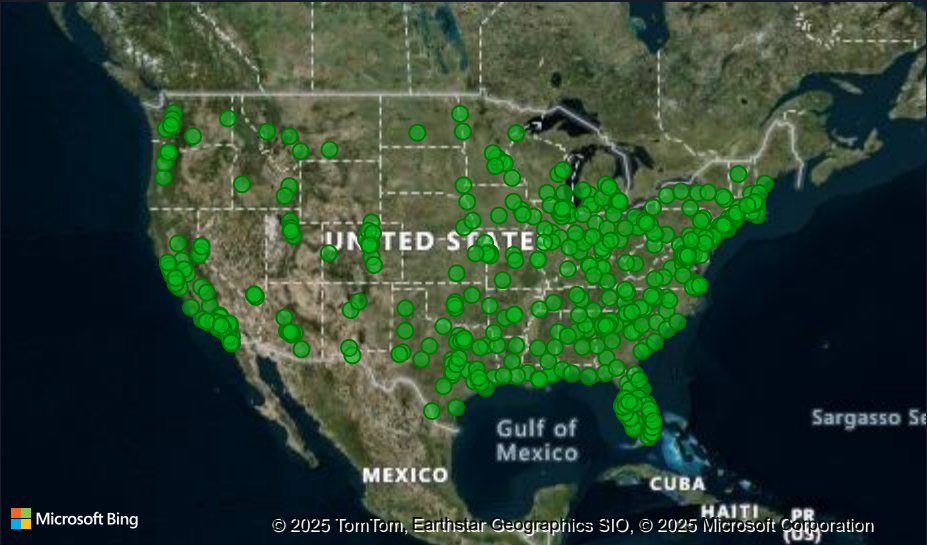 UNITED STATE
Gulf of
Mexico
Sargasso Se
MEXICO
CUBA
HAITI
PR
(US)
Microsoft Bing
© 2025 TomTom, Earthstar Geographics SIO, © 2025 Microsoft Corporation